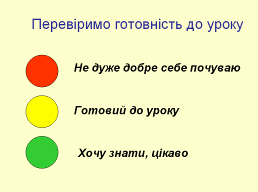 Перевіримо готовність до уроку
Не дуже добре себе почуваю
Готовий до уроку
Хочу знати, цікаво